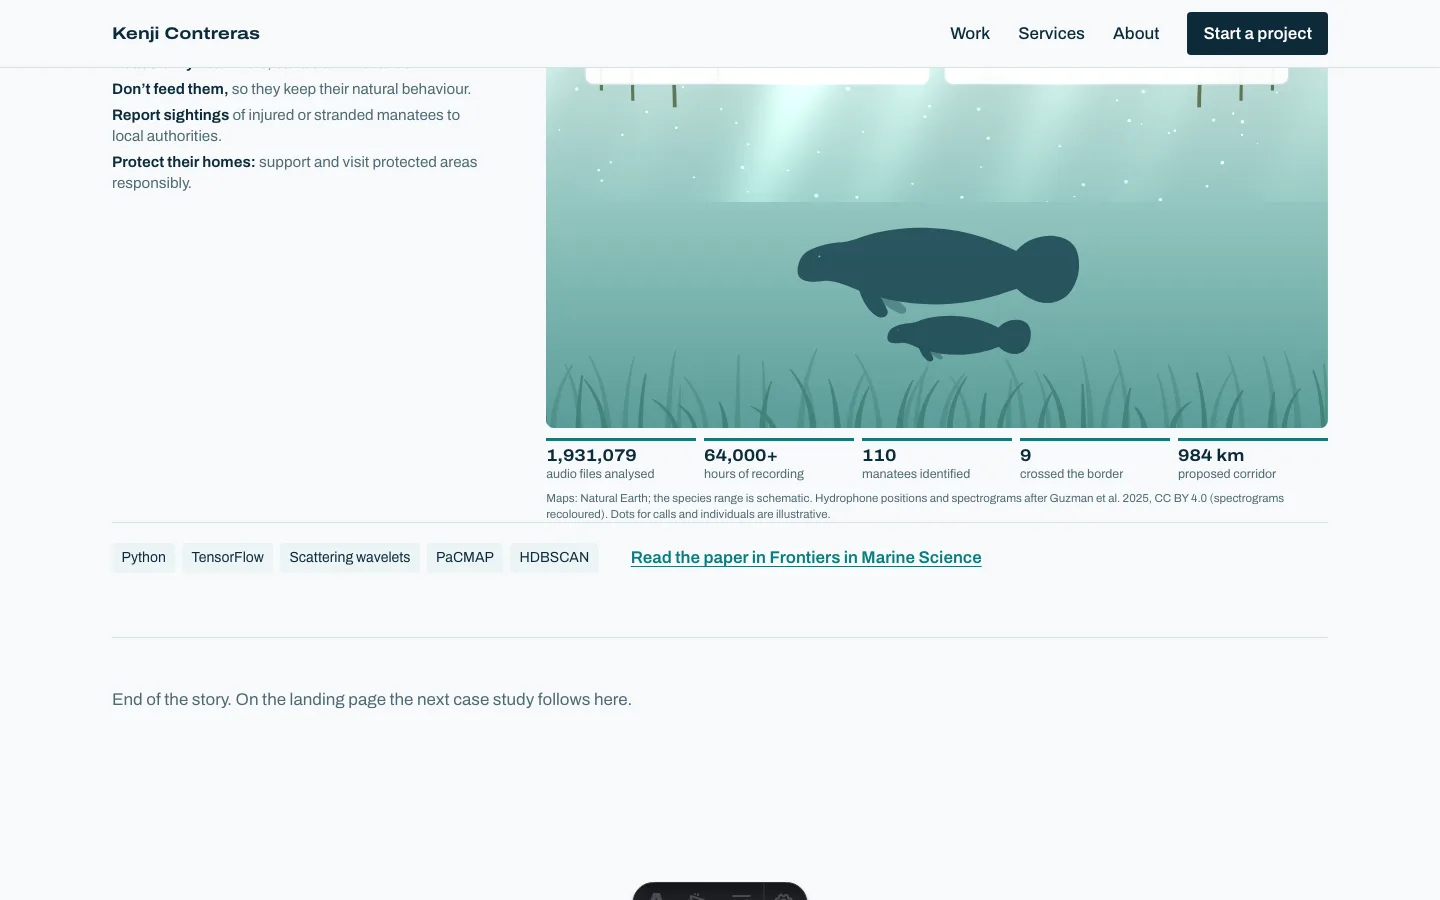 Kenji Contreras
Work
Services
About
Start a project
Don’t feed them, so they keep their natural behaviour.
Report sightings of injured or stranded manatees to
local authorities.
Protect their homes: support and visit protected areas
responsibly.
1,931,079
audio files analysed
64,000+
hours of recording
110
manatees identified
9
crossed the border
984 km
proposed corridor
Maps: Natural Earth; the species range is schematic. Hydrophone positions and spectrograms after Guzman et al. 2025, CC BY 4.0 (spectrograms
recoloured). Dots for calls and individuals are illustrative.
Python
TensorFlow
Scattering wavelets
PaCMAP
HDBSCAN
Read the paper in Frontiers in Marine Science
End of the story. On the landing page the next case study follows here.